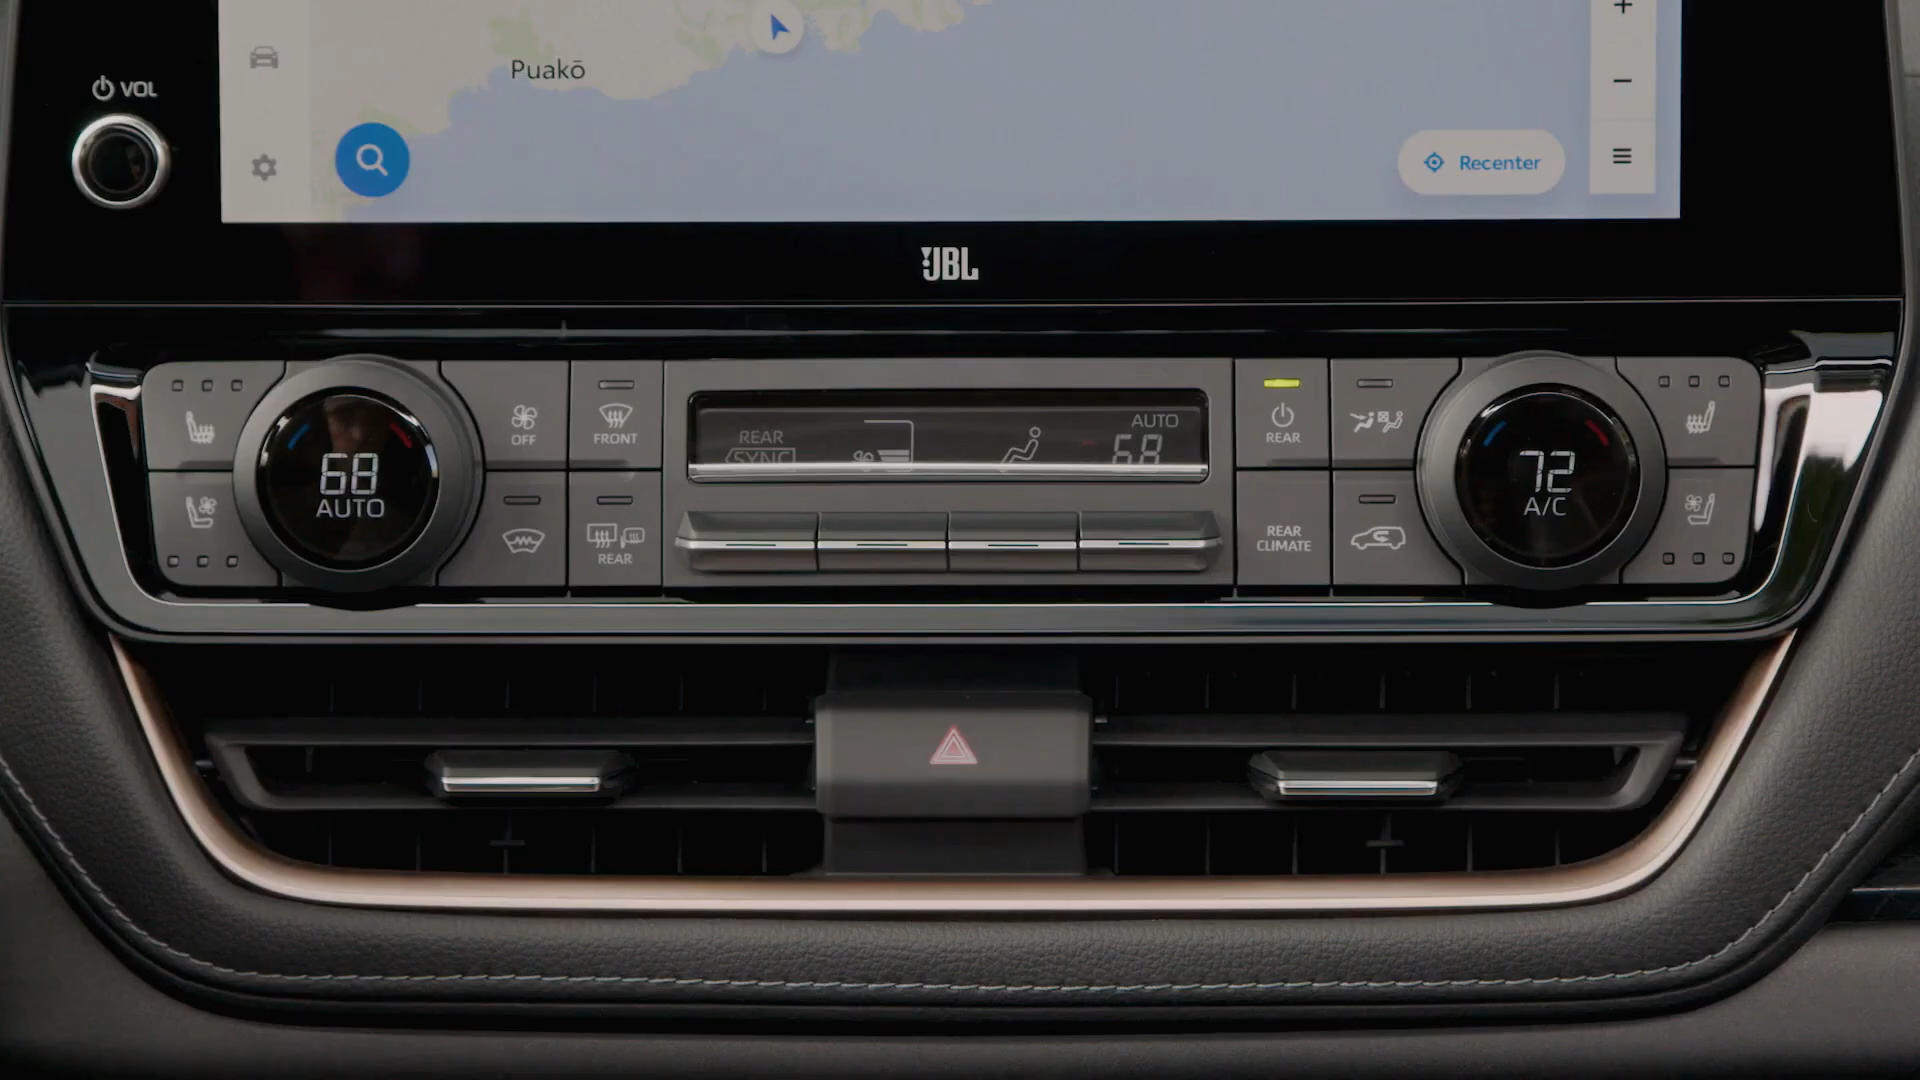 Puakō
VOL
Recenter
JBL
OFF
FRONT
REAR
SYNC
AUTO
68
REAR
68
AUTO
72
A/C
REAR
REAR
CLIMATE